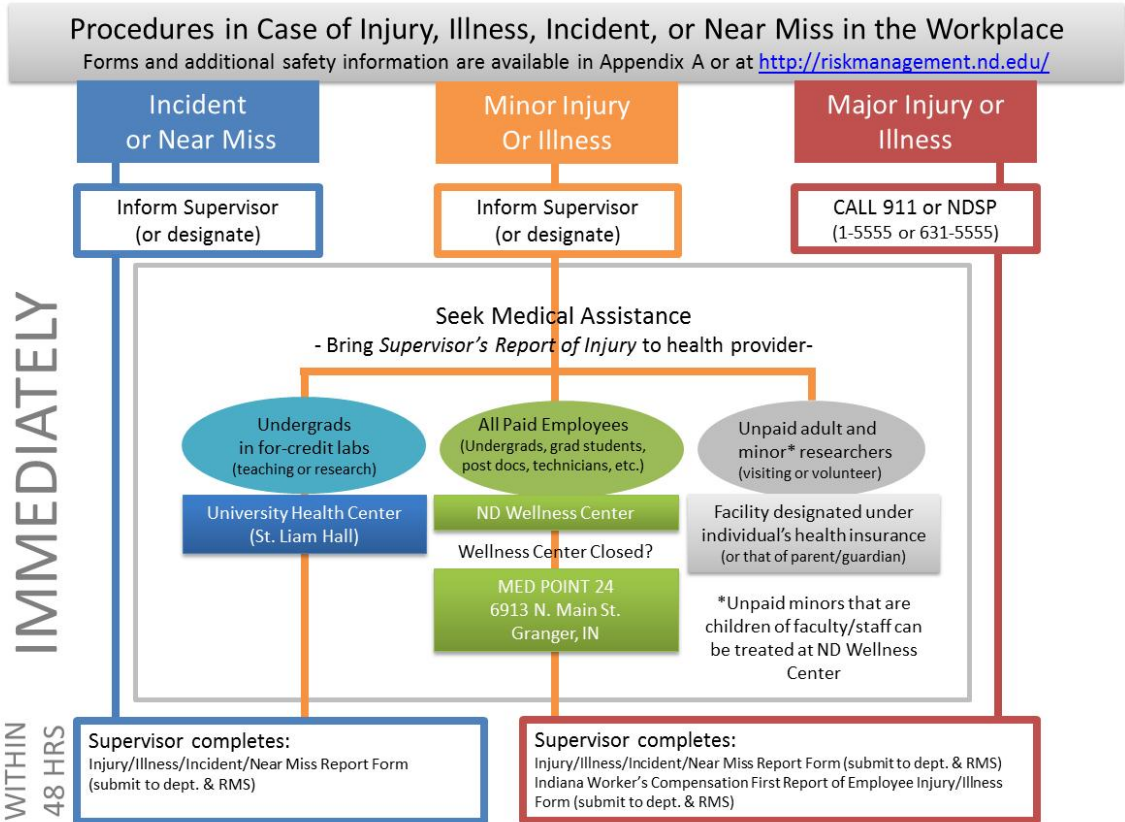 Procedures in Case of Injury, Illness, Incident, or Near Miss in the Workplace
Forms and additional safety information are available in Appendix A or at http://riskmanagement.nd.edu/
Incident
or Near Miss
Minor Injury
Or Illness
Major Injury or
Illness
Inform Supervisor
(or designate)
Inform Supervisor
(or designate)
CALL 911 or NDSP
(1-5555 or 631-5555)
IMMEDIATELY
Seek Medical Assistance
- Bring Supervisor's Report of Injury to health provider-
Undergrads
in for-credit labs
(teaching or research)
All Paid Employees
(Undergrads, grad students,
post docs, technicians, etc.)
Unpaid adult and
minor* researchers
(visiting or volunteer)
University Health Center
(St. Liam Hall)
ND Wellness Center
Wellness Center Closed?
MED POINT 24
6913 N. Main St.
Granger, IN
Facility designated under
individual's health insurance
(or that of parent/guardian)
*Unpaid minors that are
children of faculty/staff can
be treated at ND Wellness
Center
WITHIN
48 HRS
Supervisor completes:
Injury/Illness/Incident/Near Miss Report Form
(submit to dept. & RMS)
Supervisor completes:
Injury/Illness/Incident/Near Miss Report Form (submit to dept. & RMS)
Indiana Worker's Compensation First Report of Employee Injury/Illness
Form (submit to dept. & RMS)